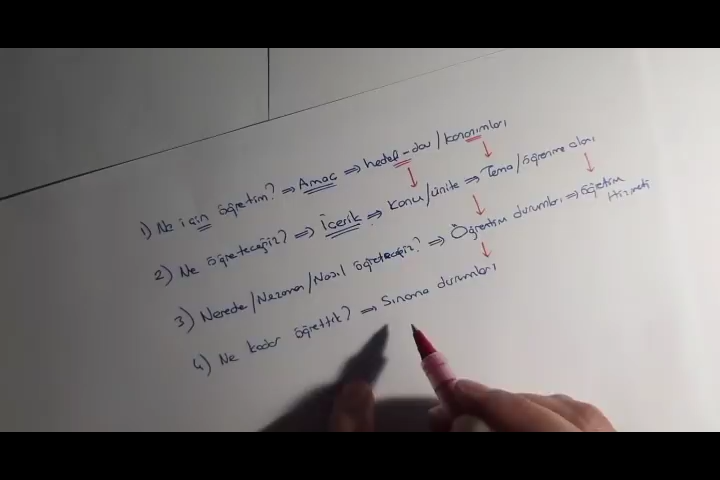 1) Ne için öğretim? ⇒ Amaç ⇒ hedef-dav/kazanımları
2) Ne öğreteceğiz? ⇒ İçerik ⇒ Konu/ünite ⇒ Tema/öğrenme alanı
3) Nerede/Nezaman/Nasıl öğreteceğiz? ⇒ Öğretim durumları ⇒ öğretim Hizmeti
4) Ne kadar öğrettik? ⇒ Sınama durumları